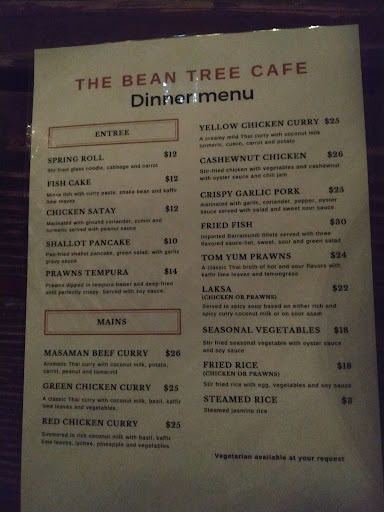 THE BEAN TREE CAFE
Dinner menu
ENTREE
SPRING ROLL $12
Stir fried glass noodle, cabbage and carrot
FISH CAKE $12
Mince fish with curry paste, snake bean and kaffir
lime leaves
CHICKEN SATAY $12
Marinated with ground coriander, cumin and
turmeric served with peanut sauce
SHALLOT PANCAKE $10
Pan-fried shallot pancake, green salad, with garlic
gravy sauce
PRAWNS TEMPURA $14
Prawns dipped in tempura batter and deep-fried
until perfectly crispy. Served with soy sauce.
MAINS
MASAMAN BEEF CURRY $26
Aromatic Thai curry with coconut milk, potato,
carrot, peanut and tamarind
GREEN CHICKEN CURRY $25
A classic Thai curry with coconut milk, basil, kaffir
lime leaves and vegetables.
RED CHICKEN CURRY $25
Simmered in rich coconut milk with basil, kaffir
lime leaves, lychee, pineapple and vegetables
YELLOW CHICKEN CURRY $25
A creamy mild Thai curry with coconut milk
turmeric, cumin, carrot and potato
CASHEWNUT CHICKEN $26
Stir-fried chicken with vegetables and cashewnut
with oyster sauce and chili jam
CRISPY GARLIC PORK $25
Marinated with garlic, coriander, pepper, oyster
sauce served with salad and sweet sour sauce
FRIED FISH $30
Imported Barramundi fillets served with three
flavoured sauce-hot, sweet, sour and green salad
TOM YUM PRAWNS $24
A classic Thai broth of hot and sour flavors with
kaffir lime leaves and lemongrass
LAKSA $22
(CHICKEN OR PRAWNS)
Served in spicy soup based on either rich and
spicy curry coconut milk or on sour asam
SEASONAL VEGETABLES $18
Stir fried seasonal vegetable with oyster sauce
and soy sauce
FRIED RICE $18
(CHICKEN OR PRAWNS)
Stir fried rice with egg, vegetables and soy sauce
STEAMED RICE $3
Steamed jasmine rice
Vegetarian available at your request